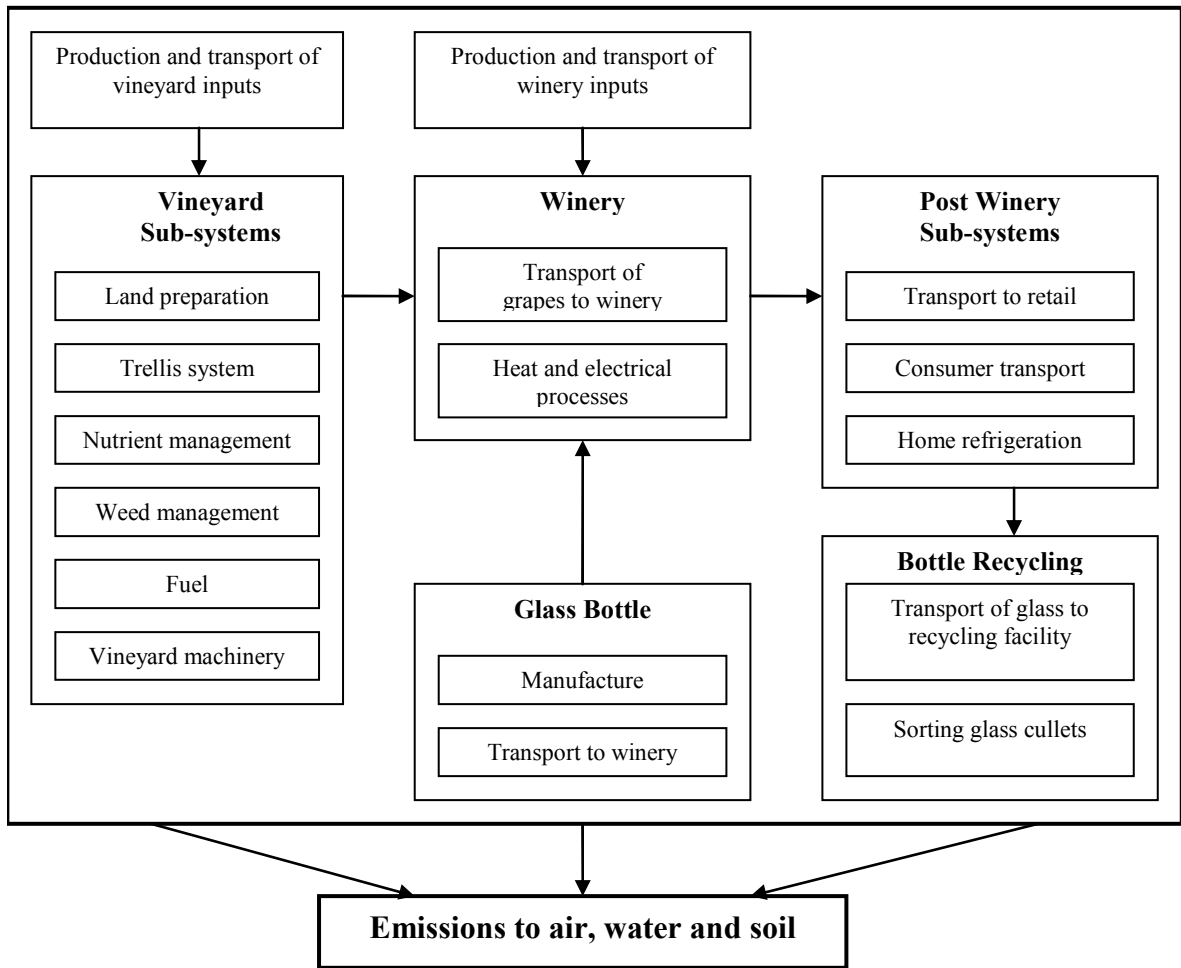 Production and transport of
vineyard inputs
Production and transport of
winery inputs
Vineyard
Sub-systems
Land preparation
Trellis system
Nutrient management
Weed management
Fuel
Vineyard machinery
Winery
Transport of
grapes to winery
Heat and electrical
processes
Glass Bottle
Manufacture
Transport to winery
Post Winery
Sub-systems
Transport to retail
Consumer transport
Home refrigeration
Bottle Recycling
Transport of glass to
recycling facility
Sorting glass cullets
Emissions to air, water and soil